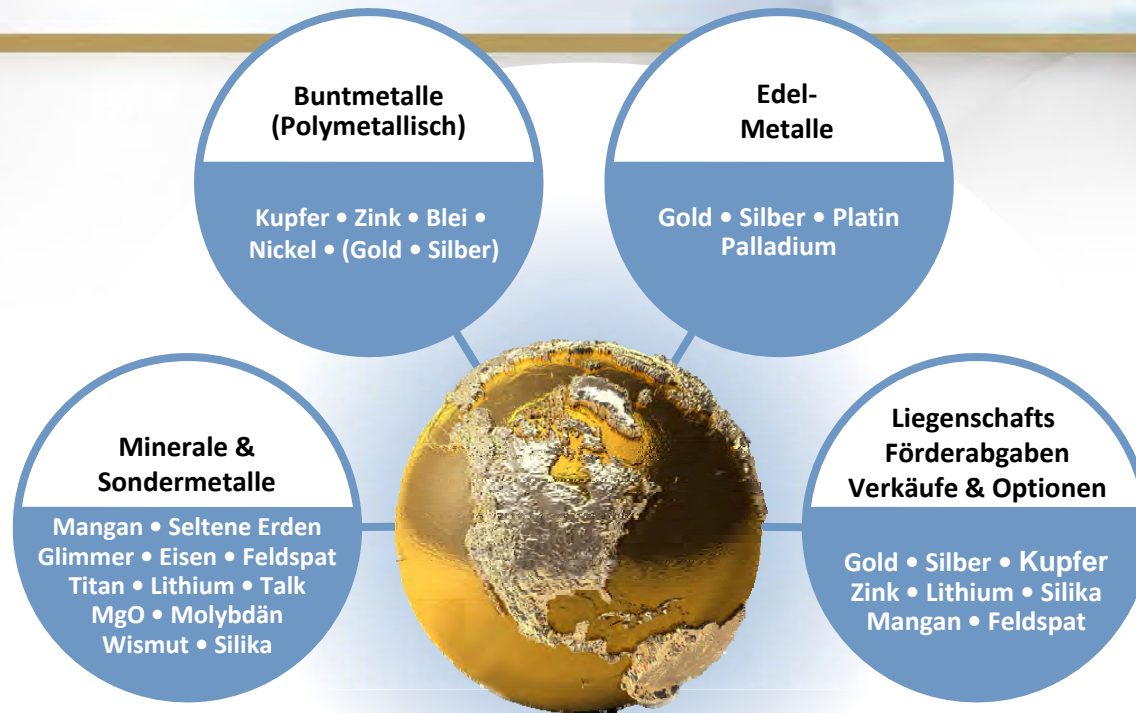 Buntmetalle
(Polymetallisch)
Kupfer • Zink • Blei •
Nickel • (Gold • Silber)
Edel-
Metalle
Gold • Silber • Platin
Palladium
Minerale &
Sondermetalle
Mangan • Seltene Erden
Glimmer • Eisen • Feldspat
Titan • Lithium • Talk
MgO • Molybdän
Wismut • Silika
Liegenschafts
Förderabgaben
Verkäufe & Optionen
Gold • Silber • Kupfer
Zink • Lithium • Silika
Mangan • Feldspat